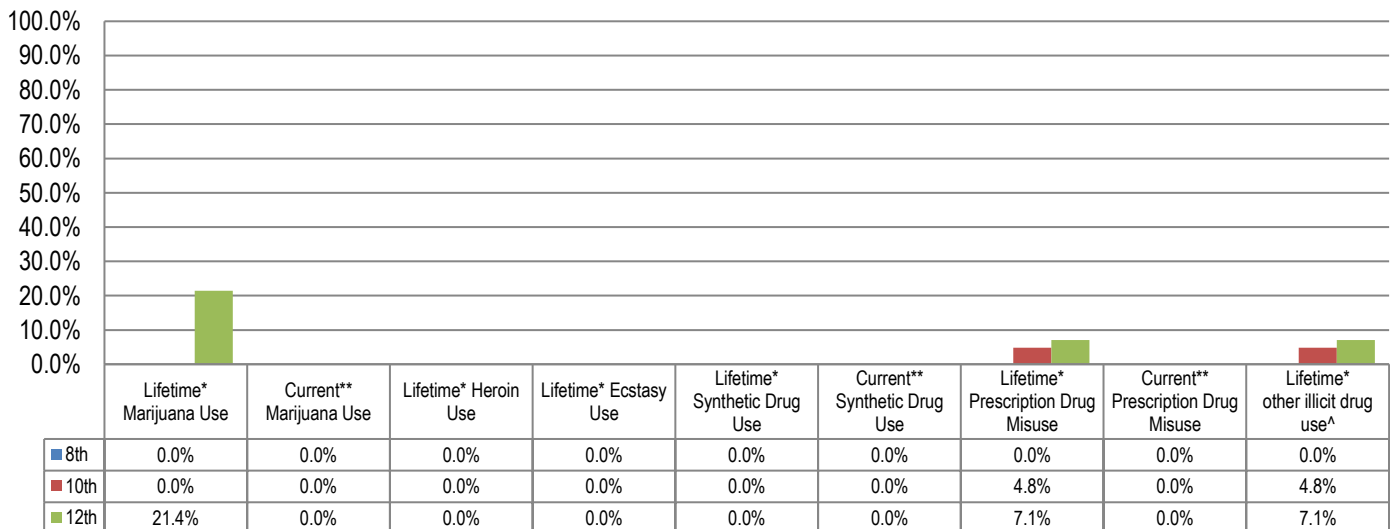 100.0%
90.0%
80.0%
70.0%
60.0%
50.0%
40.0%
30.0%
20.0%
10.0%
0.0%
Lifetime*
Marijuana Use
Current**
Marijuana Use
Lifetime* Heroin
Use
Lifetime* Ecstasy
Use
Lifetime*
Synthetic Drug
Use
Current**
Synthetic Drug
Use
Lifetime*
Prescription Drug
Misuse
Current**
Prescription Drug
Misuse
Lifetime*
other illicit drug
use^
8th 0.0% 0.0% 0.0% 0.0% 0.0% 0.0% 0.0% 0.0% 0.0%
10th 0.0% 0.0% 0.0% 0.0% 0.0% 0.0% 4.8% 0.0% 4.8%
12th 21.4% 0.0% 0.0% 0.0% 0.0% 0.0% 7.1% 0.0% 7.1%